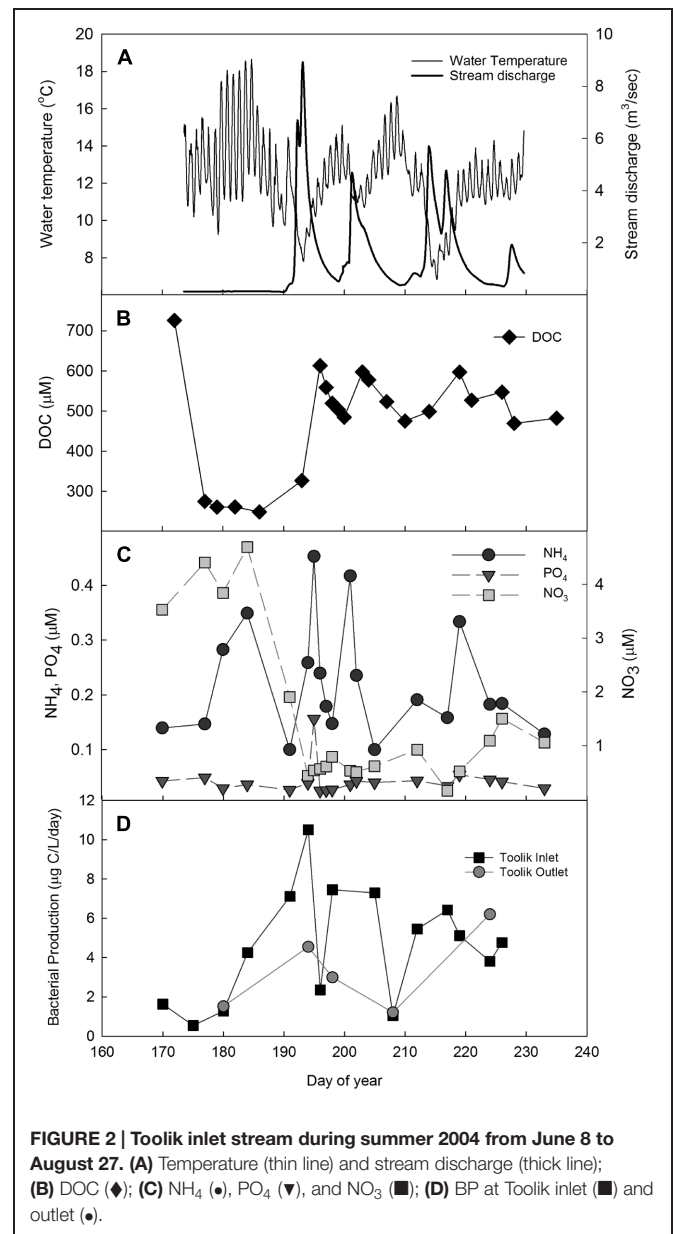 20
18
16
14
12
10
8
Water temperature (°C)
A
Water Temperature
Stream discharge
10
8
6
4
2
Stream discharge (m³/sec)
B
700
600
500
400
300
DOC (μM)
DOC
C
0.4
0.3
0.2
0.1
NH₄, PO₄ (μM)
NH₄
PO₄
NO₃
4
3
2
1
NO₃ (μM)
12
10
8
6
4
2
0
Bacterial Production (μg C/L/day)
D
Toolik Inlet
Toolik Outlet
160 170 180 190 200 210 220 230 240
Day of year
FIGURE 2 | Toolik inlet stream during summer 2004 from June 8 to
August 27. (A) Temperature (thin line) and stream discharge (thick line);
(B) DOC (♦); (C) NH₄ (●), PO₄ (▼), and NO₃ (■); (D) BP at Toolik inlet (■) and
outlet (●).